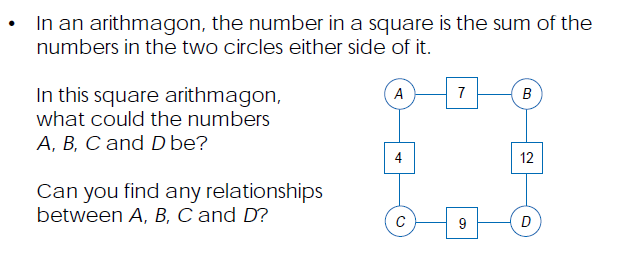 • In an arithmagon, the number in a square is the sum of the
numbers in the two circles either side of it.
In this square arithmagon,
what could the numbers
A, B, C and D be?
Can you find any relationships
between A, B, C and D?
A 7 B
4 12
C 9 D